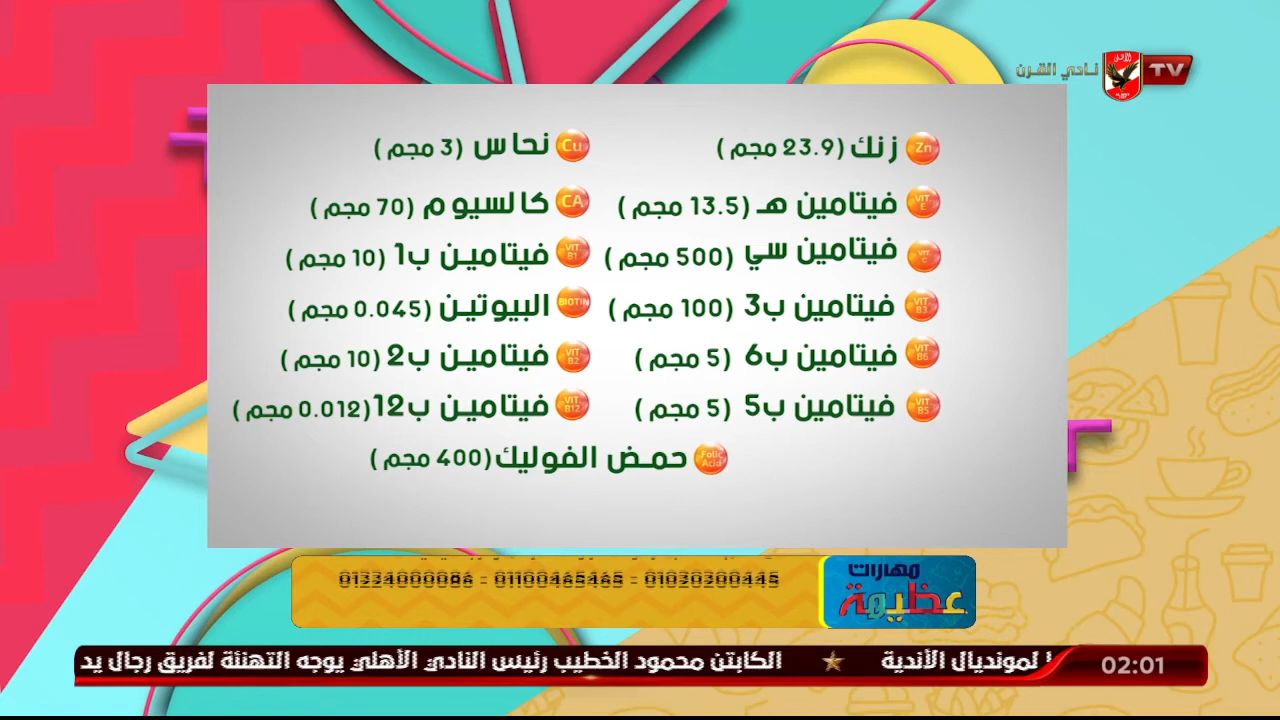 نادي القرن TV
Zn زنك (23.9 مجم)
Cu نحاس (3 مجم)
VIT E فيتامين هـ (13.5 مجم)
CA كالسيوم (70 مجم)
VIT C فيتامين سي (500 مجم)
VIT B1 فيتامين ب1 (10 مجم)
VIT B3 فيتامين ب3 (100 مجم)
BIOTIN البيوتين (0.045 مجم)
VIT B6 فيتامين ب6 (5 مجم)
VIT B2 فيتامين ب2 (10 مجم)
VIT B5 فيتامين ب5 (5 مجم)
VIT B12 فيتامين ب12 (0.012 مجم)
Folic Acid حمض الفوليك (400 مجم)
مهارات
عظيمة
لمونديال الأندية
الكابتن محمود الخطيب رئيس النادي الأهلي يوجه التهنئة لفريق رجال يد
02:01